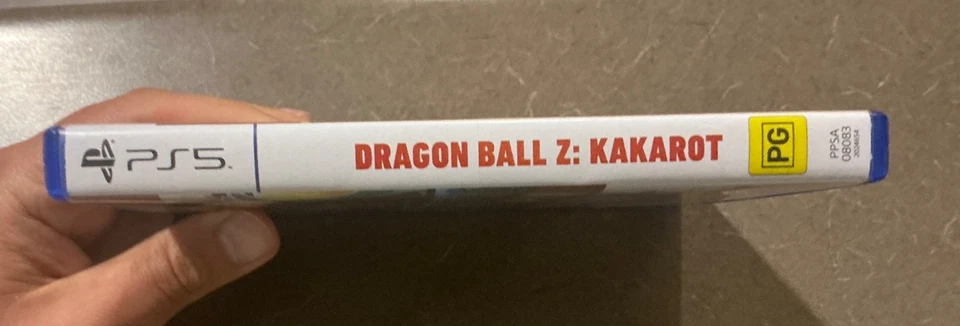 PS5
DRAGON BALL Z: KAKAROT
PG
PPSA
08083